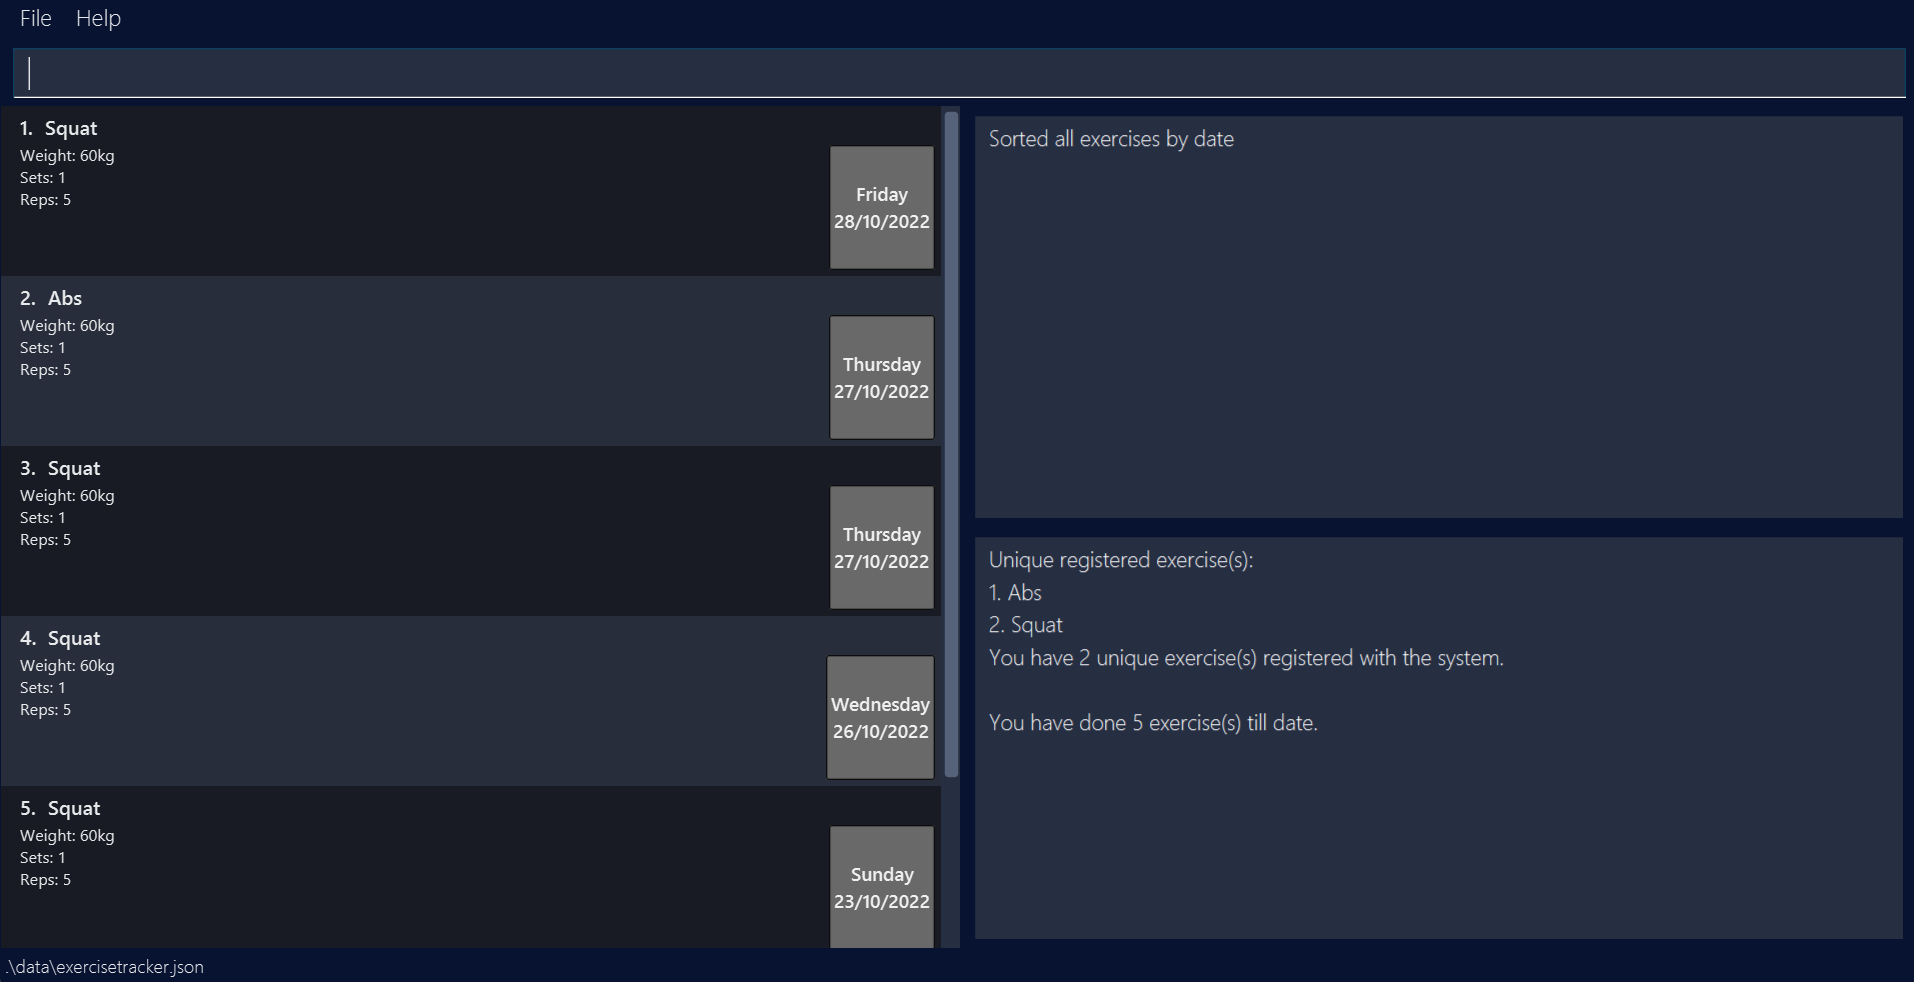 File Help
1. Squat
Weight: 60kg
Sets: 1
Reps: 5
Friday
28/10/2022
2. Abs
Weight: 60kg
Sets: 1
Reps: 5
Thursday
27/10/2022
3. Squat
Weight: 60kg
Sets: 1
Reps: 5
Thursday
27/10/2022
4. Squat
Weight: 60kg
Sets: 1
Reps: 5
Wednesday
26/10/2022
5. Squat
Weight: 60kg
Sets: 1
Reps: 5
Sunday
23/10/2022
Sorted all exercises by date
Unique registered exercise(s):
1. Abs
2. Squat
You have 2 unique exercise(s) registered with the system.
You have done 5 exercise(s) till date.
.\data\exercisetracker.json